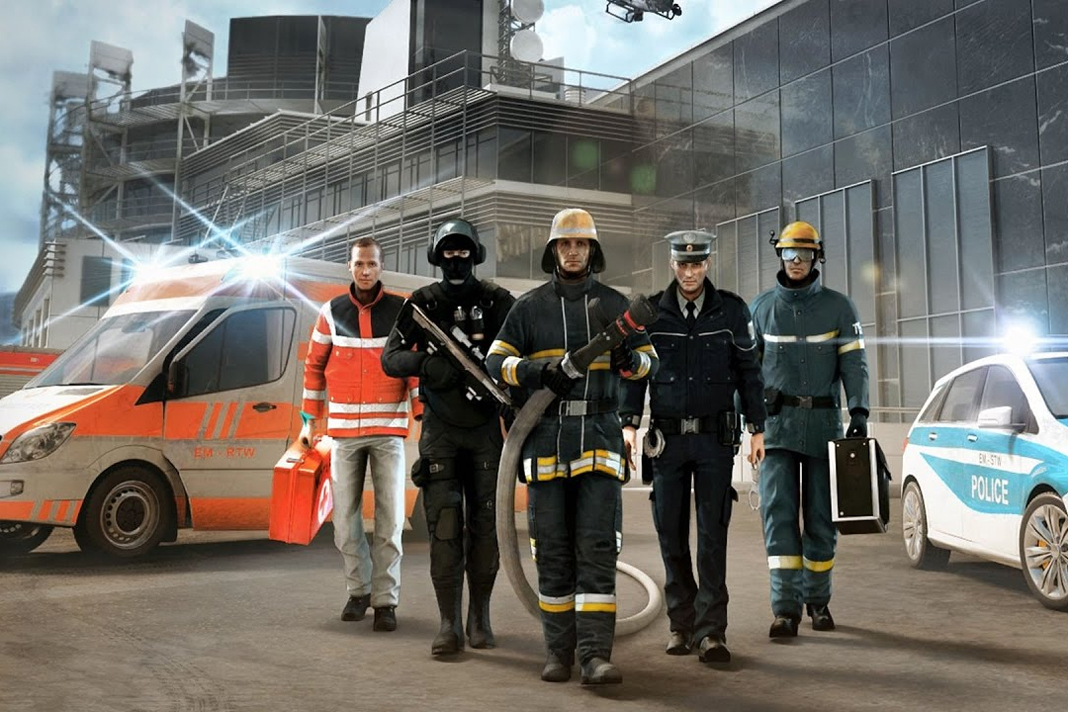 EM - RTW
EM - STW
POLICE